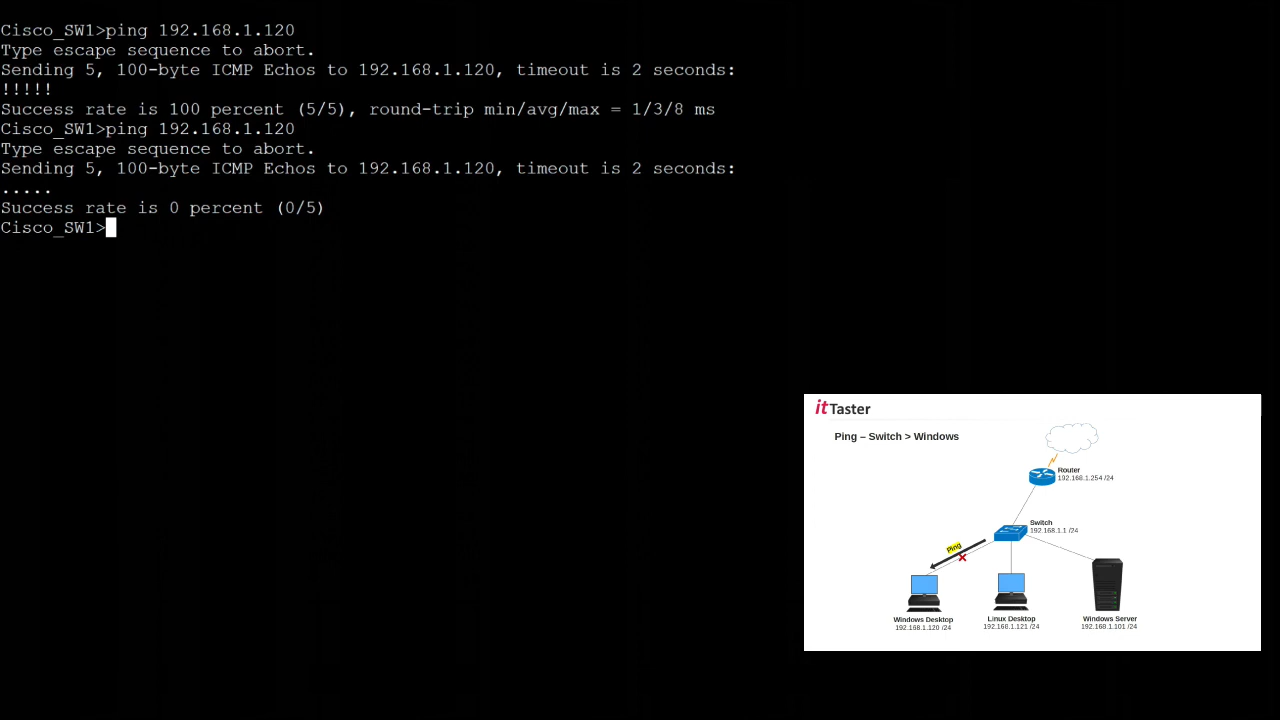 Cisco_SW1>ping 192.168.1.120
Type escape sequence to abort.
Sending 5, 100-byte ICMP Echos to 192.168.1.120, timeout is 2 seconds:
!!!!!
Success rate is 100 percent (5/5), round-trip min/avg/max = 1/3/8 ms
Cisco_SW1>ping 192.168.1.120
Type escape sequence to abort.
Sending 5, 100-byte ICMP Echos to 192.168.1.120, timeout is 2 seconds:
.....
Success rate is 0 percent (0/5)
Cisco_SW1>
itTaster
Ping – Switch > Windows
Router
192.168.1.254 /24
Switch
192.168.1.1 /24
Ping
Windows Desktop
192.168.1.120 /24
Linux Desktop
192.168.1.121 /24
Windows Server
192.168.1.101 /24